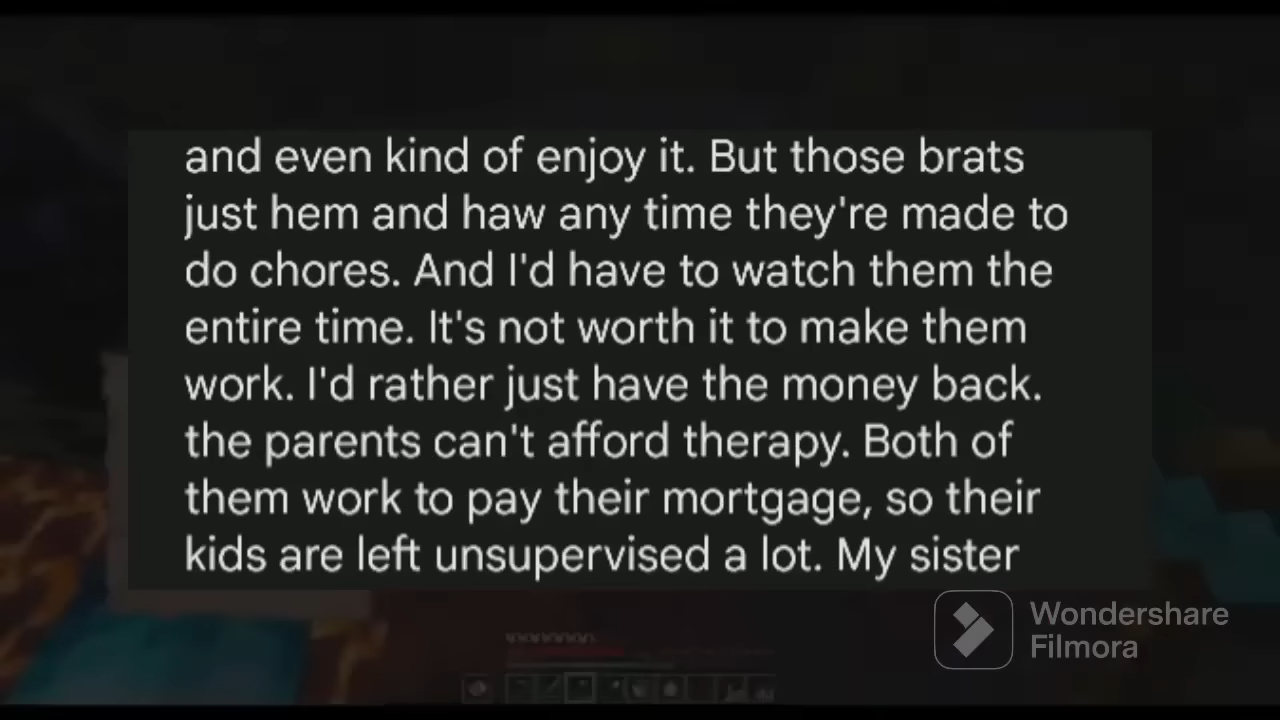 and even kind of enjoy it. But those brats
just hem and haw any time they're made to
do chores. And I'd have to watch them the
entire time. It's not worth it to make them
work. I'd rather just have the money back.
the parents can't afford therapy. Both of
them work to pay their mortgage, so their
kids are left unsupervised a lot. My sister
Wondershare
Filmora